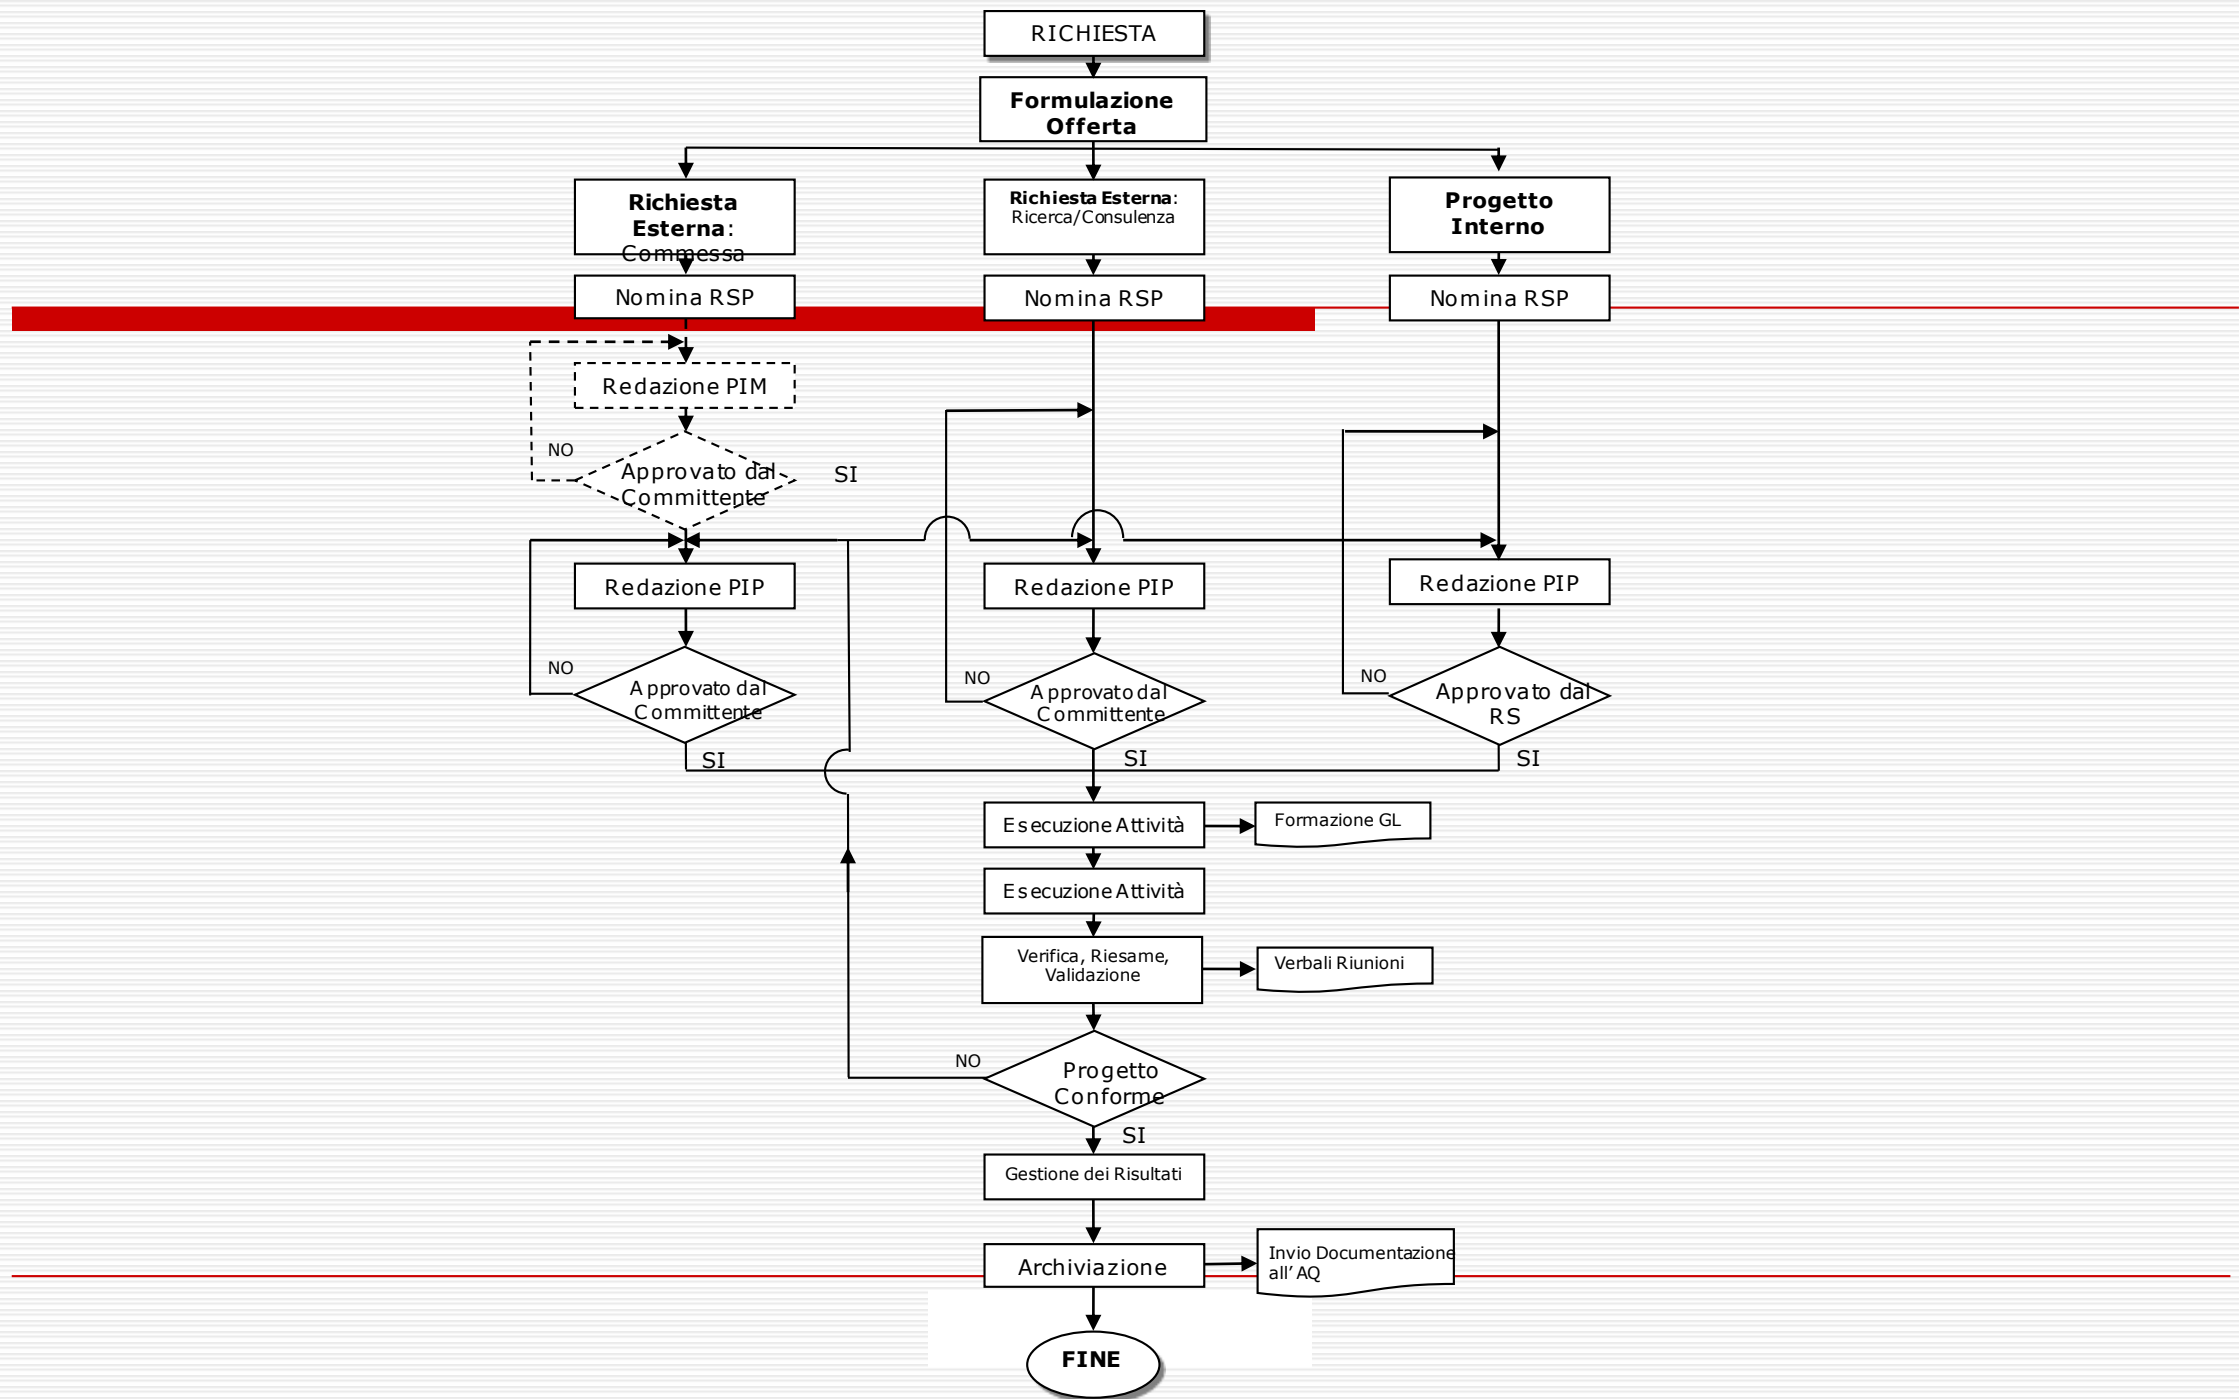 RICHIESTA
Formulazione
Offerta
Richiesta
Esterna:
Commessa
Richiesta Esterna:
Ricerca/Consulenza
Progetto
Interno
Nomina RSP
Nomina RSP
Nomina RSP
Redazione PIM
NO
Approvato dal
Committente
SI
Redazione PIP
Redazione PIP
Redazione PIP
NO
Approvato dal
Committente
SI
NO
Approvato dal
Committente
SI
NO
Approvato dal
RS
SI
Esecuzione Attività
Formazione GL
Esecuzione Attività
Verifica, Riesame,
Validazione
Verbali Riunioni
NO
Progetto
Conforme
SI
Gestione dei Risultati
Archiviazione
Invio Documentazione
all’AQ
FINE